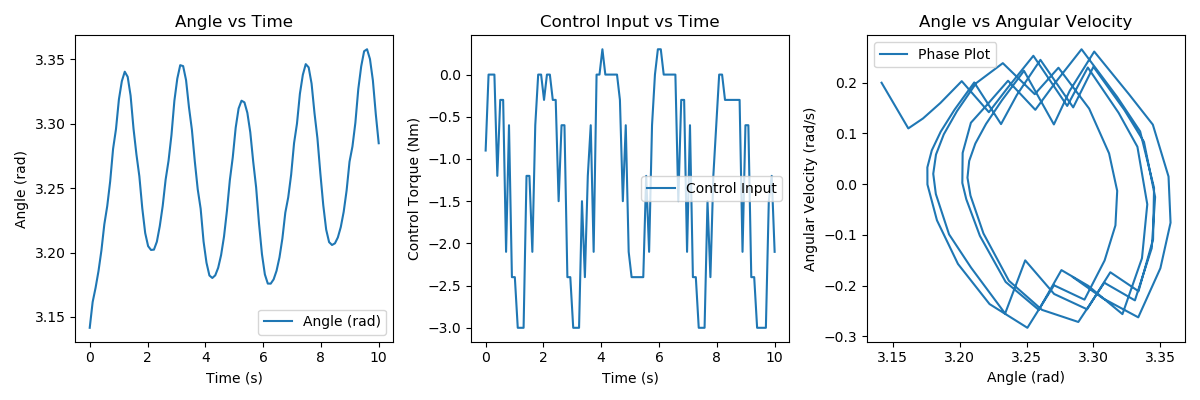 Angle vs Time
Angle (rad)
3.35
3.30
3.25
3.20
3.15
0 2 4 6 8 10
Time (s)
Angle (rad)
Control Input vs Time
Control Torque (Nm)
0.0
−0.5
−1.0
−1.5
−2.0
−2.5
−3.0
0 2 4 6 8 10
Time (s)
Control Input
Angle vs Angular Velocity
Angular Velocity (rad/s)
0.2
0.1
0.0
−0.1
−0.2
−0.3
3.15 3.20 3.25 3.30 3.35
Angle (rad)
Phase Plot